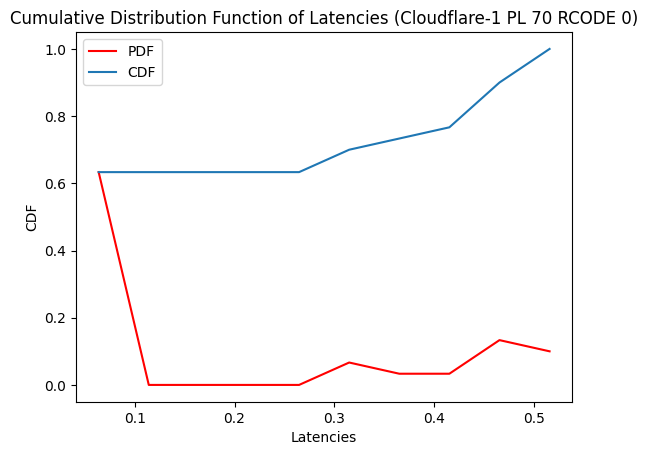 Cumulative Distribution Function of Latencies (Cloudflare-1 PL 70 RCODE 0)
PDF
CDF
1.0
0.8
0.6
0.4
0.2
0.0
CDF
0.1 0.2 0.3 0.4 0.5
Latencies